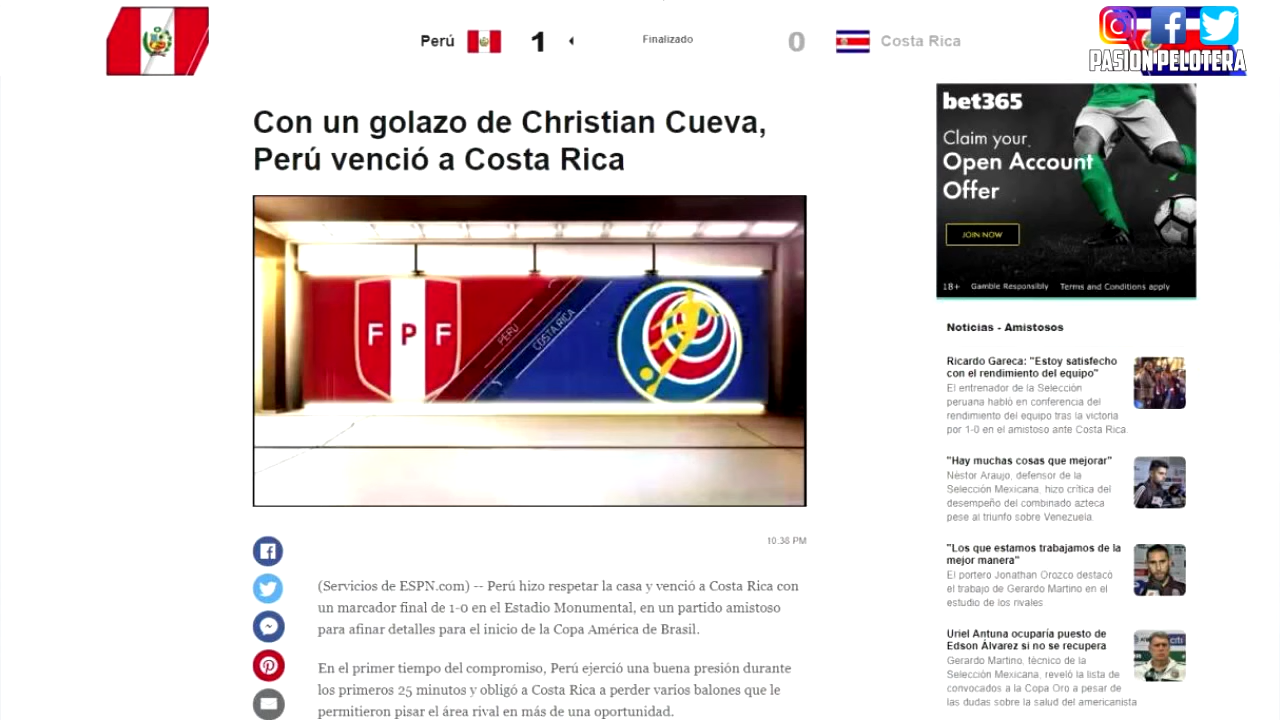 Perú 1 Finalizado 0 Costa Rica
PASION PELOTERA
Con un golazo de Christian Cueva,
Perú venció a Costa Rica
FPF
PERU
COSTA RICA
10:38 PM
(Servicios de ESPN.com) -- Perú hizo respetar la casa y venció a Costa Rica con
un marcador final de 1-0 en el Estadio Monumental, en un partido amistoso
para afinar detalles para el inicio de la Copa América de Brasil.
En el primer tiempo del compromiso, Perú ejerció una buena presión durante
los primeros 25 minutos y obligó a Costa Rica a perder varios balones que le
permitieron pisar el área rival en más de una oportunidad.
bet365
Claim your
Open Account
Offer
JOIN NOW
18+ Gamble Responsibly Terms and Conditions apply
Noticias - Amistosos
Ricardo Gareca: "Estoy satisfecho
con el rendimiento del equipo"
El entrenador de la Selección
peruana habló en conferencia del
rendimiento del equipo tras la victoria
por 1-0 en el amistoso ante Costa Rica.
"Hay muchas cosas que mejorar"
Néstor Araujo, defensor de la
Selección Mexicana, hizo crítica del
desempeño del combinado azteca
pese al triunfo sobre Venezuela.
"Los que estamos trabajamos de la
mejor manera"
El portero Jonathan Orozco destacó
el trabajo de Gerardo Martino en el
estudio de los rivales
Uriel Antuna ocuparía puesto de
Edson Álvarez si no se recupera
Gerardo Martino, técnico de la
Selección Mexicana, reveló la lista de
convocados a la Copa Oro a pesar de
las dudas sobre la salud del americanista